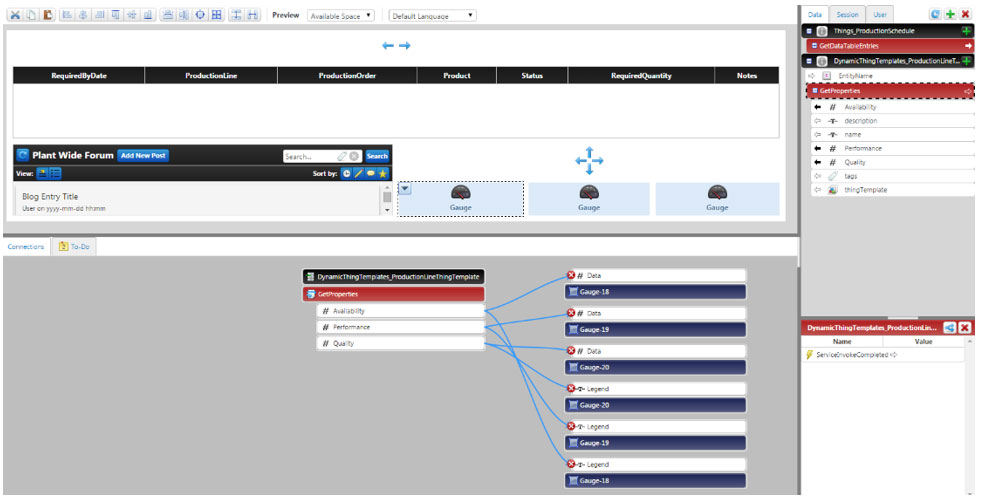 Preview Available Space Default Language
RequiredByDate ProductionLine ProductionOrder Product Status RequiredQuantity Notes
Plant Wide Forum Add New Post Search... Search
View: Sort by:
Blog Entry Title
User on yyyy-mm-dd hh:mm
Gauge Gauge Gauge
Connections To-Do
DynamicThingTemplates_ProductionLineThingTemplate
GetProperties
# Availability
# Performance
# Quality
# Data
Gauge-18
# Data
Gauge-19
# Data
Gauge-20
-T- Legend
Gauge-20
-T- Legend
Gauge-19
-T- Legend
Gauge-18
Data Session User
Things_ProductionSchedule
GetDataTableEntries
DynamicThingTemplates_ProductionLineT...
EntityName
GetProperties
# Availability
-T- description
-T- name
# Performance
# Quality
tags
thingTemplate
DynamicThingTemplates_ProductionLin...
Name Value
ServiceInvokeCompleted